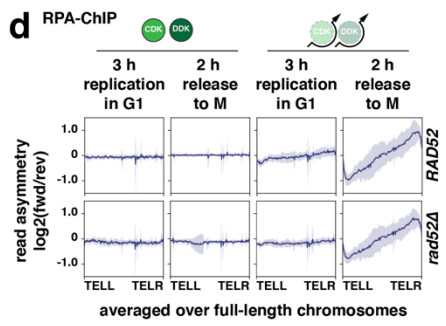 d RPA-ChIP
CDK DDK CDK DDK
3 h 2 h 3 h 2 h
replication release replication release
in G1 to M in G1 to M
read asymmetry
log2(fwd/rev)
1.0
0
-1.0
RAD52
1.0
0
-1.0
rad52Δ
TELL TELR TELL TELR TELL TELR TELL TELR
averaged over full-length chromosomes